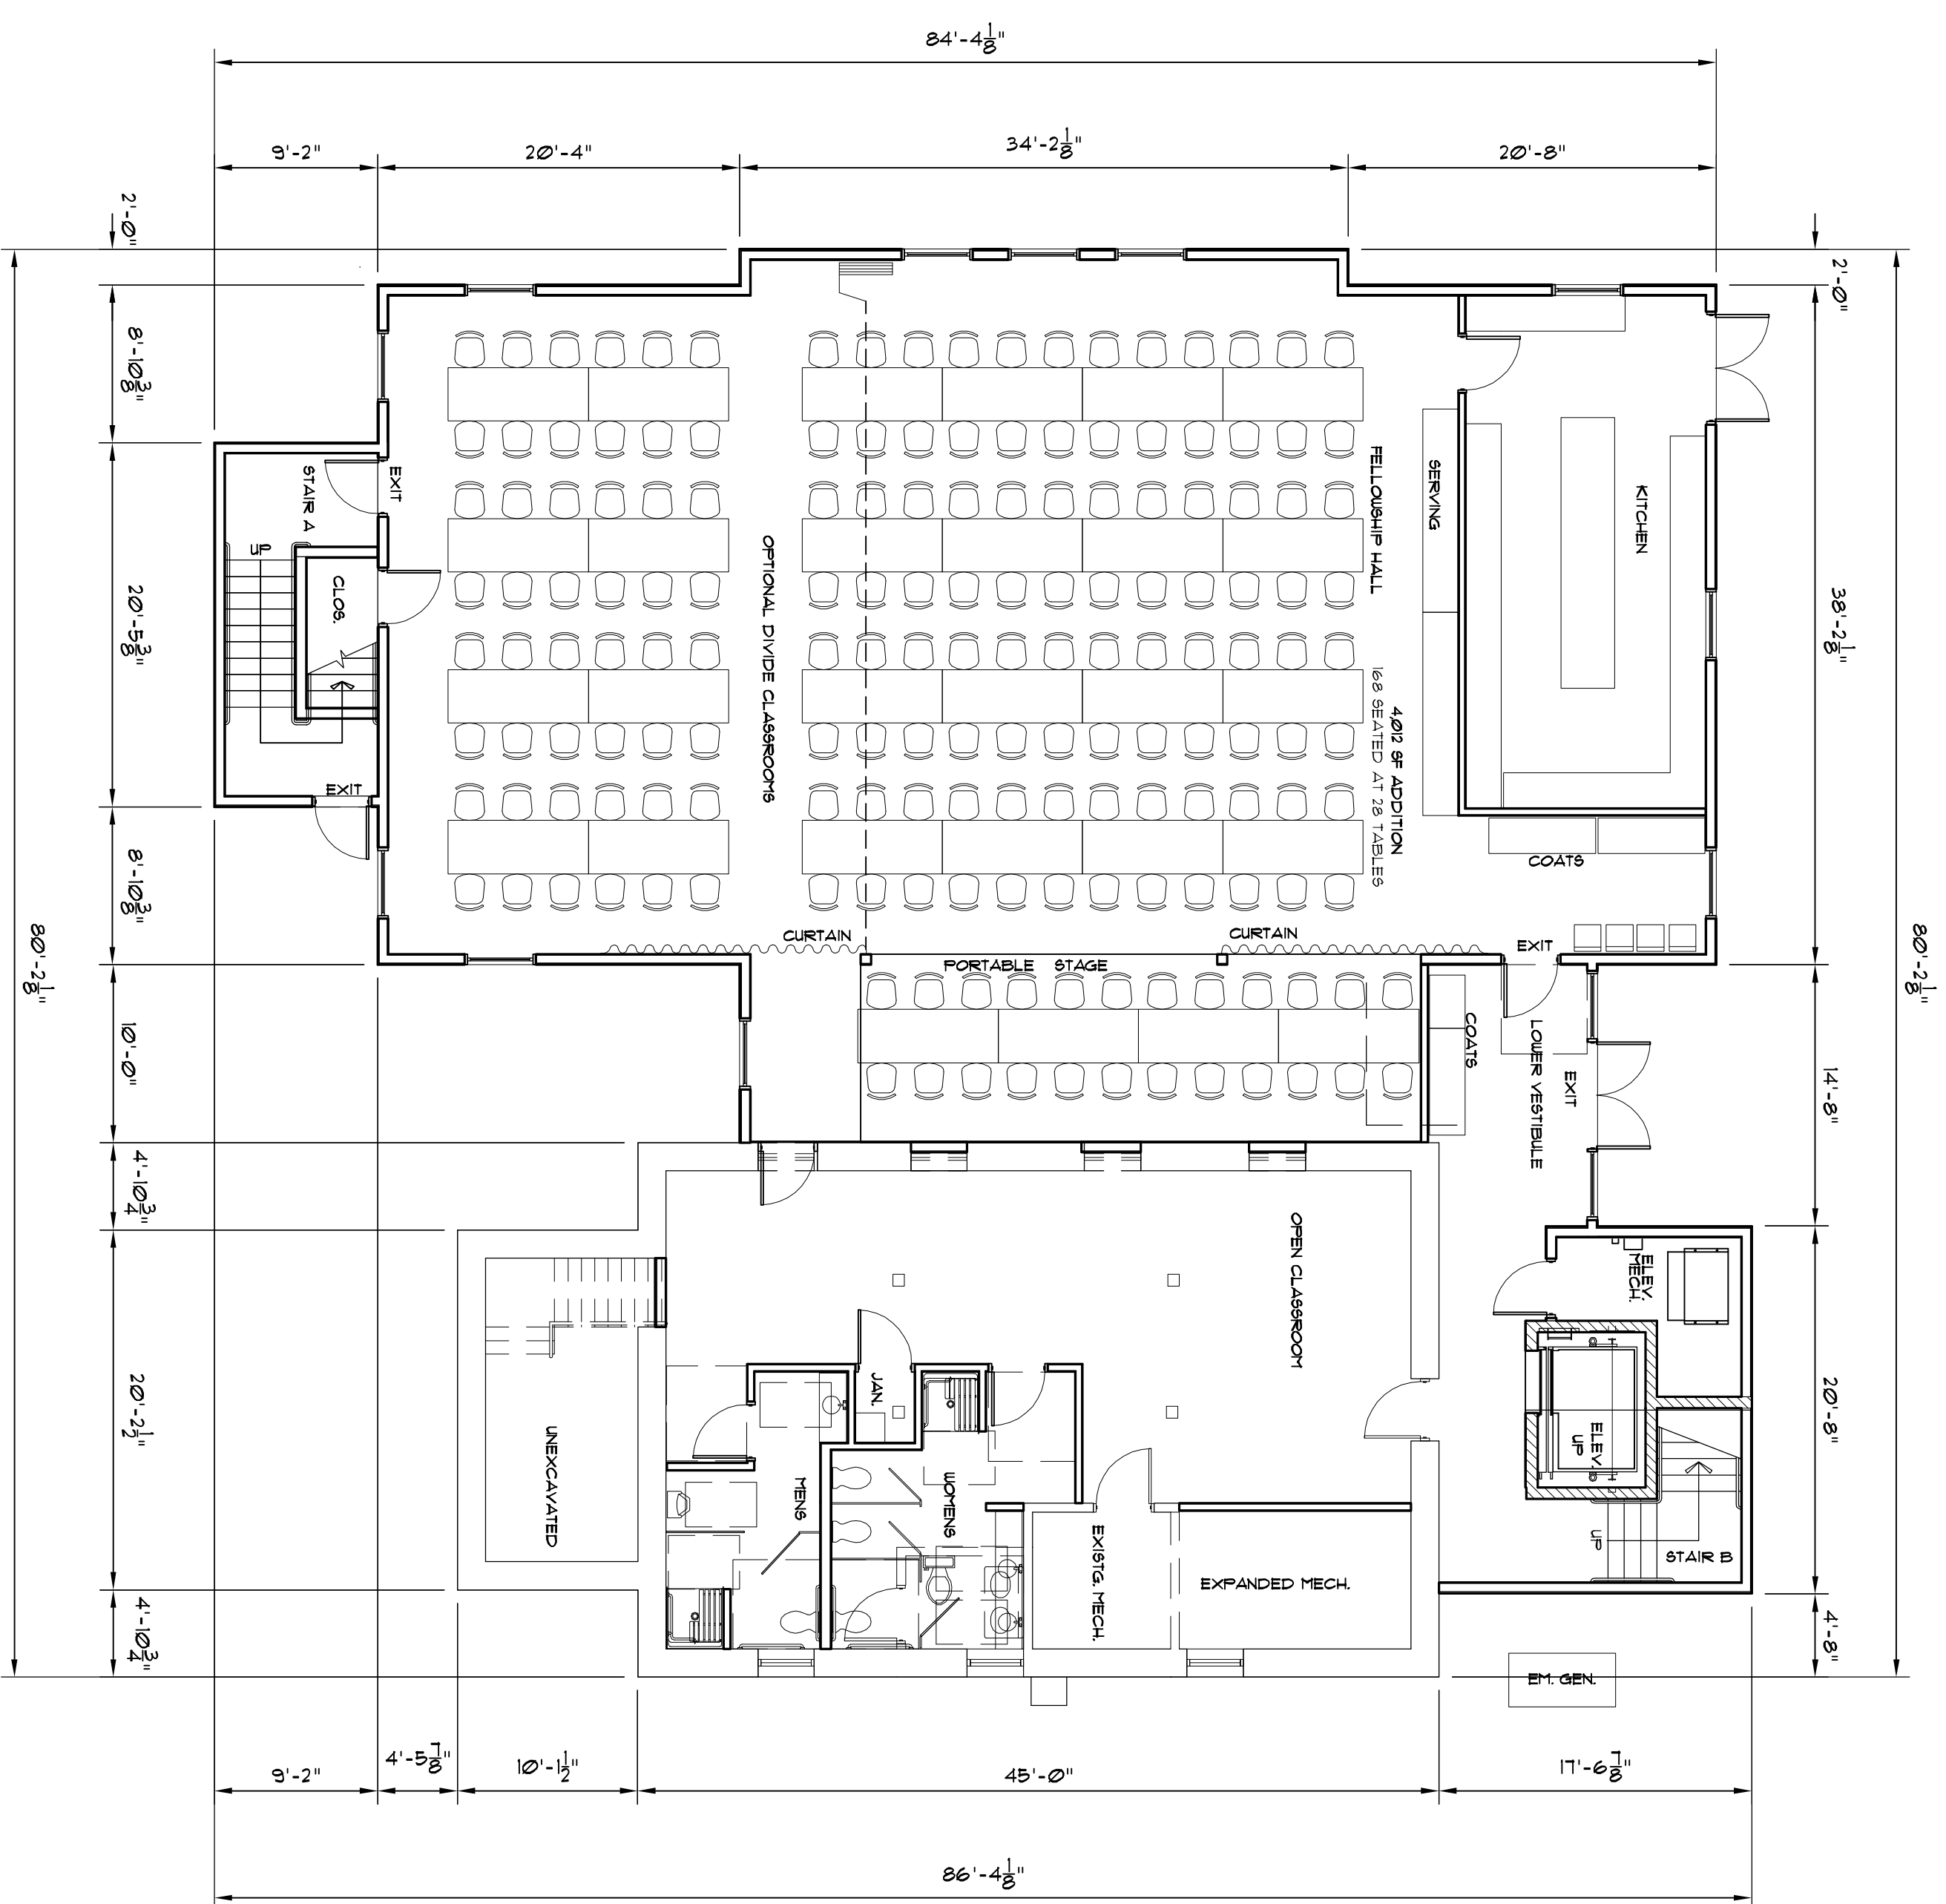 84'-4 1/8"
9'-2"
20'-4"
34'-2 1/8"
20'-8"
2'-0"
8'-10 3/8"
20'-5 3/8"
8'-10 3/8"
10'-0"
4'-10 3/4"
20'-2 1/2"
4'-10 3/4"
80'-2 1/8"
2'-0"
38'-2 1/8"
14'-8"
20'-8"
4'-8"
80'-2 1/8"
STAIR A
EXIT
UP
CLOS.
EXIT
OPTIONAL DIVIDE CLASSROOMS
FELLOWSHIP HALL
4,012 SF ADDITION
168 SEATED AT 28 TABLES
SERVING
KITCHEN
COATS
CURTAIN
CURTAIN
EXIT
PORTABLE STAGE
COATS
LOWER VESTIBULE
EXIT
OPEN CLASSROOM
ELEV.
MECH.
ELEV.
UP
UP
STAIR B
JAN.
MENS
WOMENS
UNEXCAVATED
EXISTG. MECH.
EXPANDED MECH.
EM. GEN.
9'-2"
4'-5 7/8"
10'-1 1/2"
45'-0"
17'-6 7/8"
86'-4 1/8"